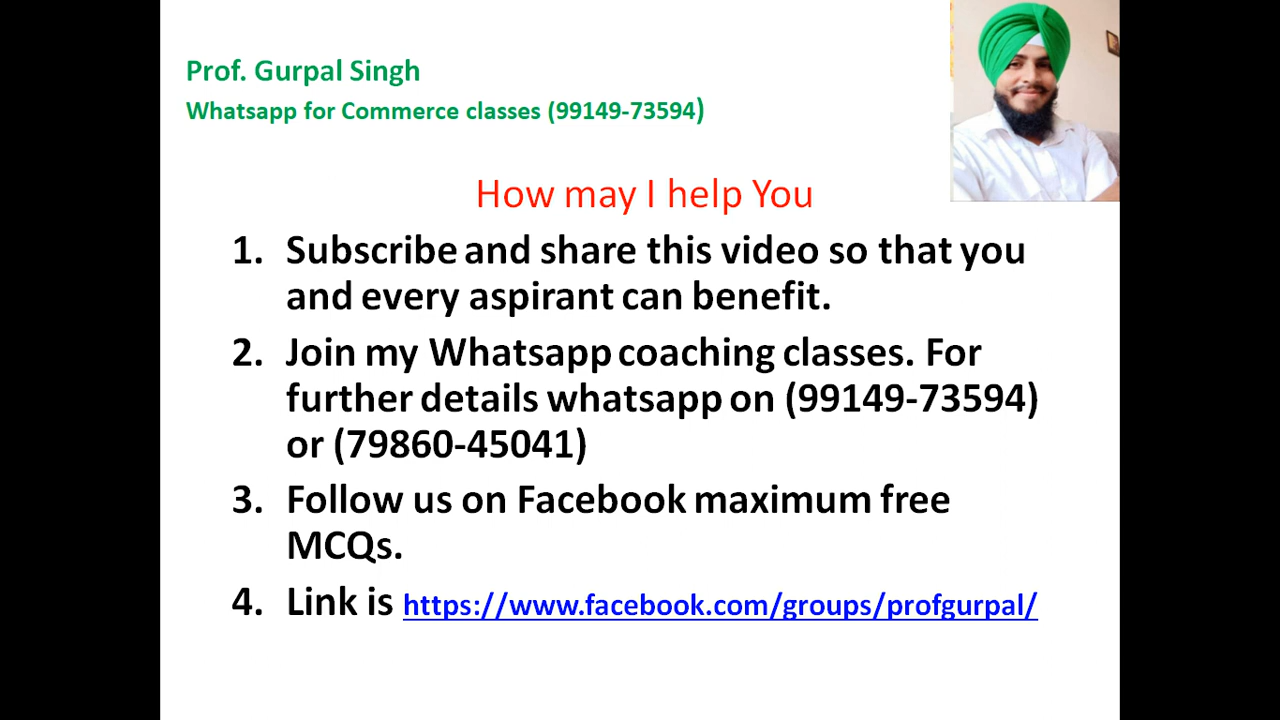 Prof. Gurpal Singh
Whatsapp for Commerce classes (99149-73594)
How may I help You
1. Subscribe and share this video so that you
and every aspirant can benefit.
2. Join my Whatsapp coaching classes. For
further details whatsapp on (99149-73594)
or (79860-45041)
3. Follow us on Facebook maximum free
MCQs.
4. Link is https://www.facebook.com/groups/profgurpal/